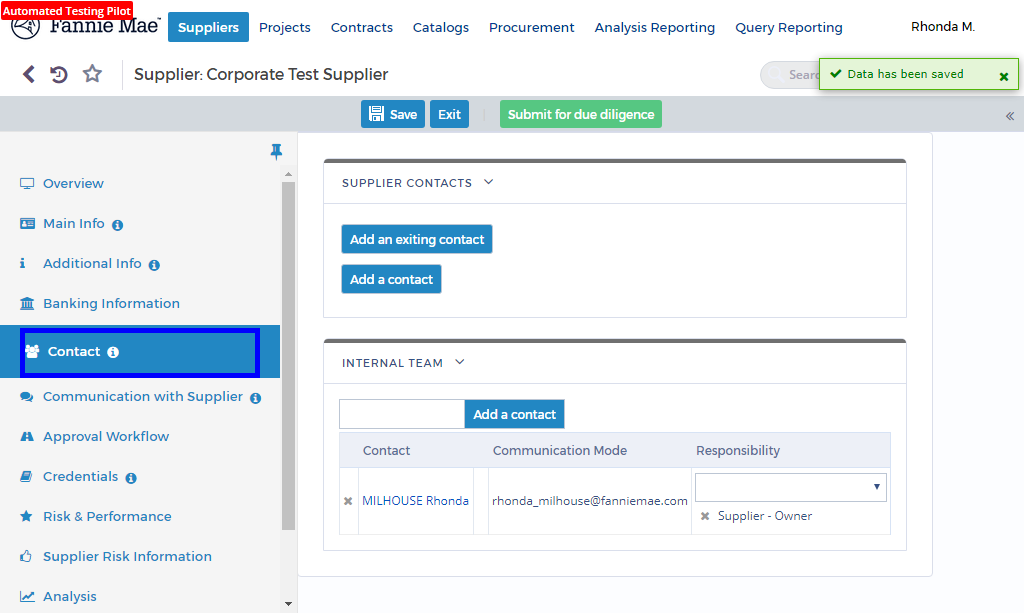 Automated Testing Pilot
Fannie Mae
Suppliers Projects Contracts Catalogs Procurement Analysis Reporting Query Reporting Rhonda M.
Supplier: Corporate Test Supplier
Sear
Data has been saved
Save Exit Submit for due diligence
Overview
Main Info
Additional Info
Banking Information
Contact
Communication with Supplier
Approval Workflow
Credentials
Risk & Performance
Supplier Risk Information
Analysis
SUPPLIER CONTACTS
Add an exiting contact
Add a contact
INTERNAL TEAM
Add a contact
Contact Communication Mode Responsibility
MILHOUSE Rhonda rhonda_milhouse@fanniemae.com
Supplier - Owner